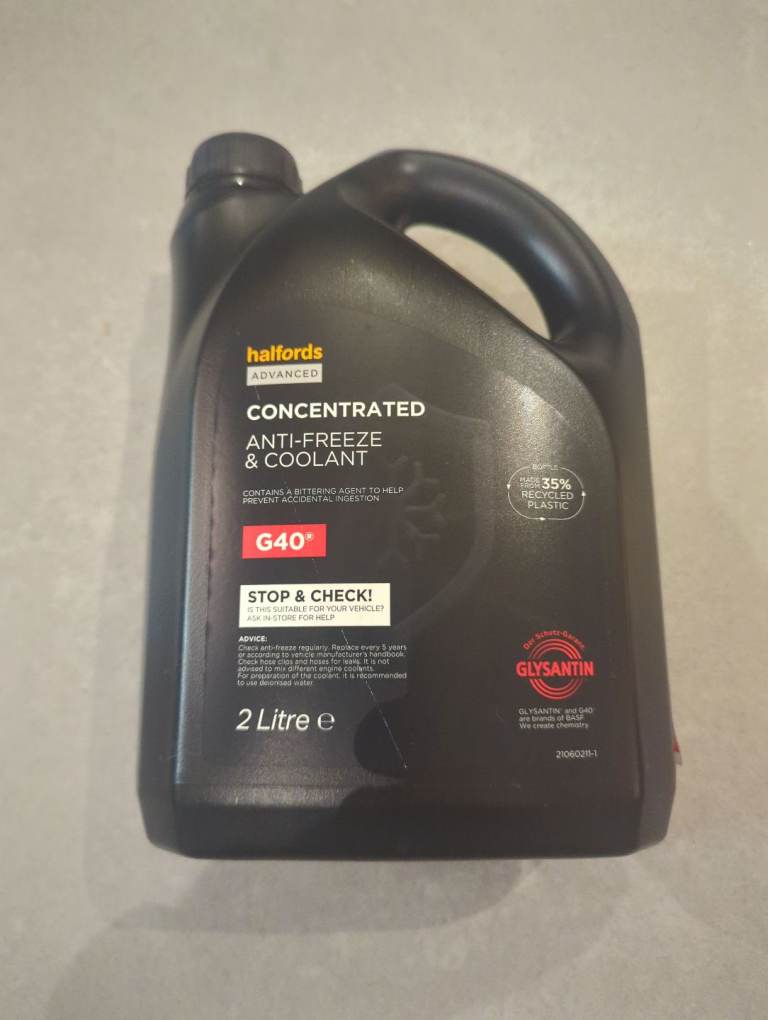 halfords
ADVANCED
CONCENTRATED
ANTI-FREEZE
& COOLANT
CONTAINS A BITTERING AGENT TO HELP
PREVENT ACCIDENTAL INGESTION
G40®
STOP & CHECK!
IS THIS SUITABLE FOR YOUR VEHICLE?
ASK IN-STORE FOR HELP
ADVICE:
Check anti-freeze regularly. Replace every 5 years
or according to vehicle manufacturer's handbook.
Check hose clips and hoses for leaks. It is not
advised to mix different engine coolants.
For preparation of the coolant, it is recommended
to use deionised water.
2 Litre ℮
BOTTLE
MADE FROM 35%
RECYCLED
PLASTIC
Der Schutz-Garant.
GLYSANTIN
GLYSANTIN® and G40®
are brands of BASF
We create chemistry
21060211-1